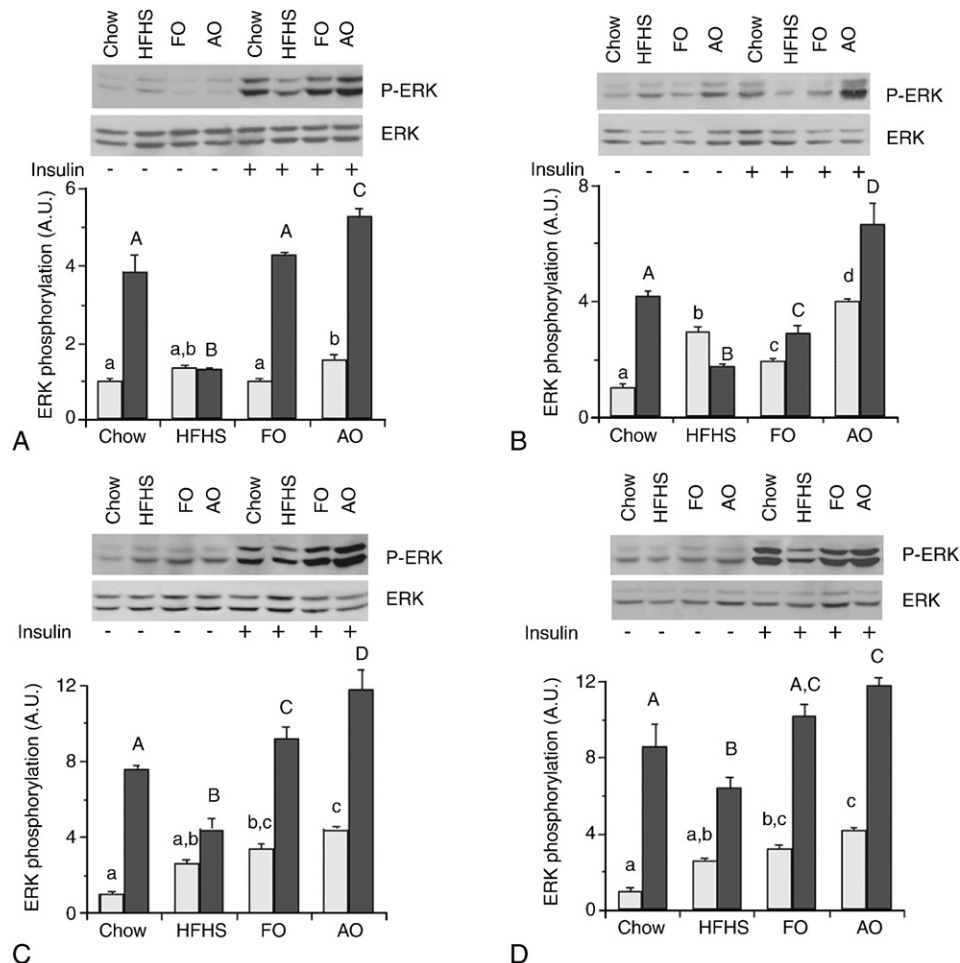 Chow HFHS FO AO Chow HFHS FO AO
P-ERK
ERK
Insulin - - - - + + + +
ERK phosphorylation (A.U.)
6
4
2
0
a A a,b B a A b C
Chow HFHS FO AO
A
Chow HFHS FO AO Chow HFHS FO AO
P-ERK
ERK
- - - - + + + +
ERK phosphorylation (A.U.)
8
4
0
a A b B c C d D
Chow HFHS FO AO
B
Chow HFHS FO AO Chow HFHS FO AO
P-ERK
ERK
Insulin - - - - + + + +
ERK phosphorylation (A.U.)
12
8
4
0
a A a,b B b,c C c D
Chow HFHS FO AO
C
Chow HFHS FO AO Chow HFHS FO AO
P-ERK
ERK
Insulin - - - - + + + +
ERK phosphorylation (A.U.)
12
8
4
0
a A a,b B b,c A,C c C
Chow HFHS FO AO
D